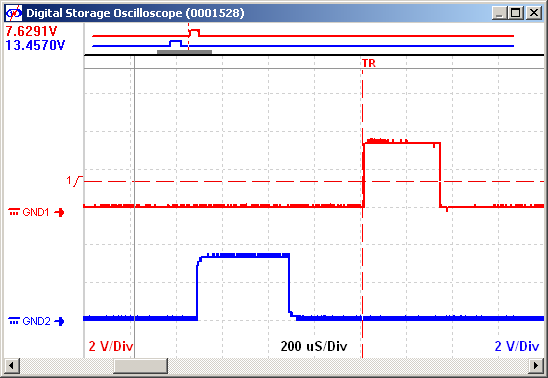 Digital Storage Oscilloscope (0001528)
7.6291V
13.4570V
TR
1
GND1
GND2
2 V/Div
200 uS/Div
2 V/Div